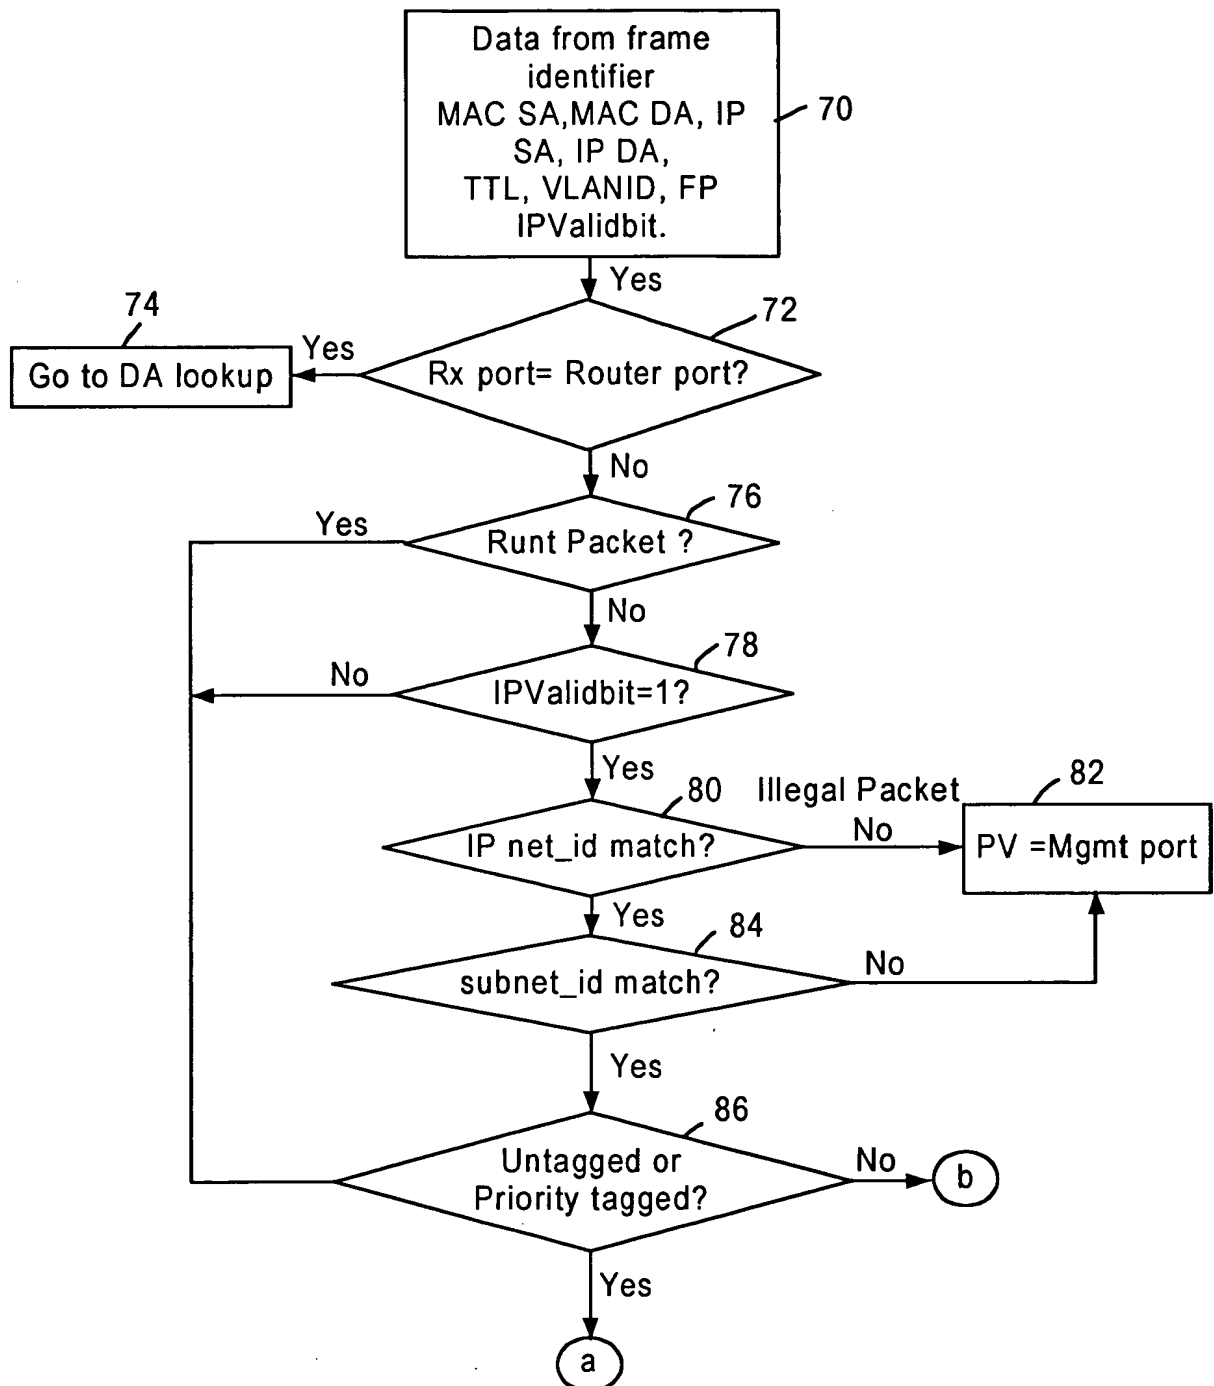 Data from frame
identifier
MAC SA,MAC DA, IP
SA, IP DA,
TTL, VLANID, FP
IPValidbit.
70
Yes
74
72
Yes
Go to DA lookup
Rx port= Router port?
No
76
Yes
Runt Packet ?
No
78
No
IPValidbit=1?
Yes
80
Illegal Packet
82
No
IP net_id match?
PV =Mgmt port
Yes
84
No
subnet_id match?
Yes
86
Untagged or
Priority tagged?
No
b
Yes
a